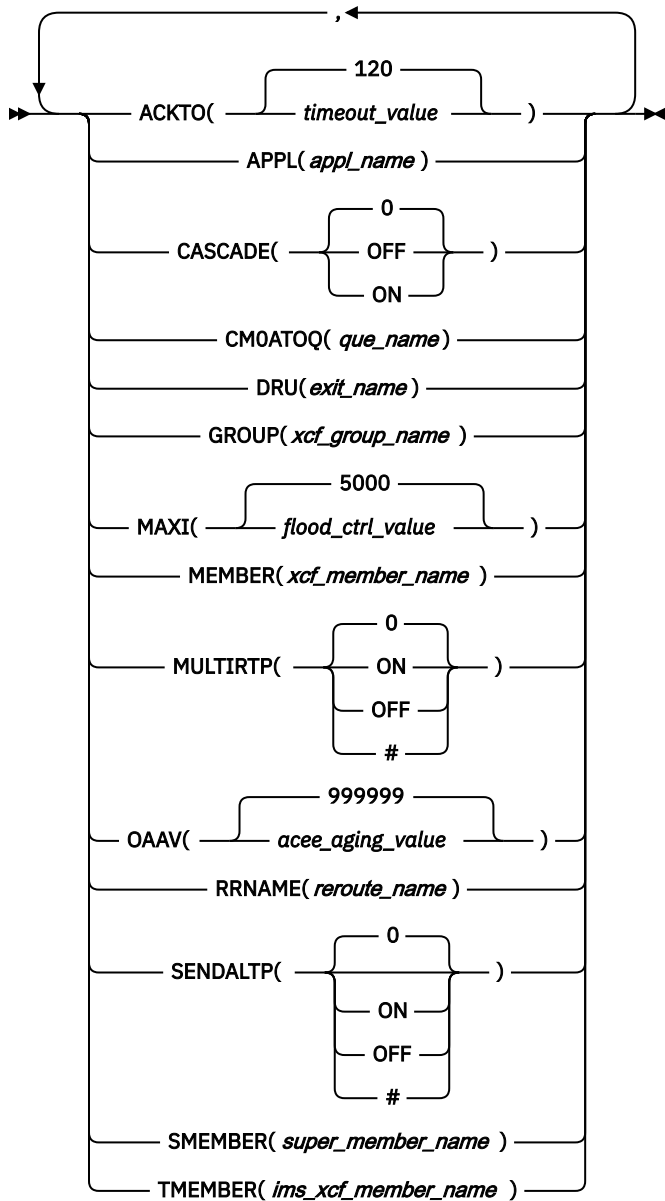 ,
120
ACKTO( timeout_value )
APPL( appl_name )
0
CASCADE( OFF )
ON
CM0ATOQ( que_name )
DRU( exit_name )
GROUP( xcf_group_name )
5000
MAXI( flood_ctrl_value )
MEMBER( xcf_member_name )
0
MULTIRTP( ON )
OFF
#
999999
OAAV( acee_aging_value )
RRNAME( reroute_name )
0
SENDALTP( )
ON
OFF
#
SMEMBER( super_member_name )
TMEMBER( ims_xcf_member_name )